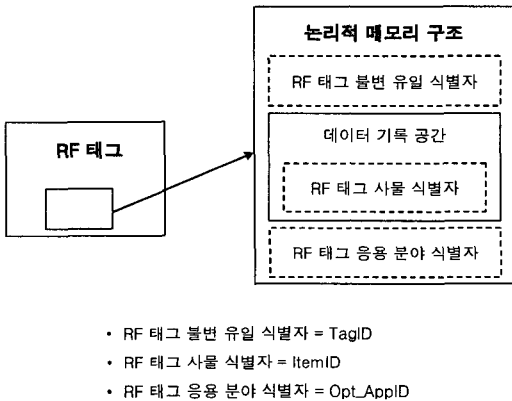 논리적 메모리 구조
RF 태그 불변 유일 식별자
데이터 기록 공간
RF 태그
RF 태그 사물 식별자
RF 태그 응용 분야 식별자
• RF 태그 불변 유일 식별자 = TagID
• RF 태그 사물 식별자 = ItemID
• RF 태그 응용 분야 식별자 = Opt_AppID